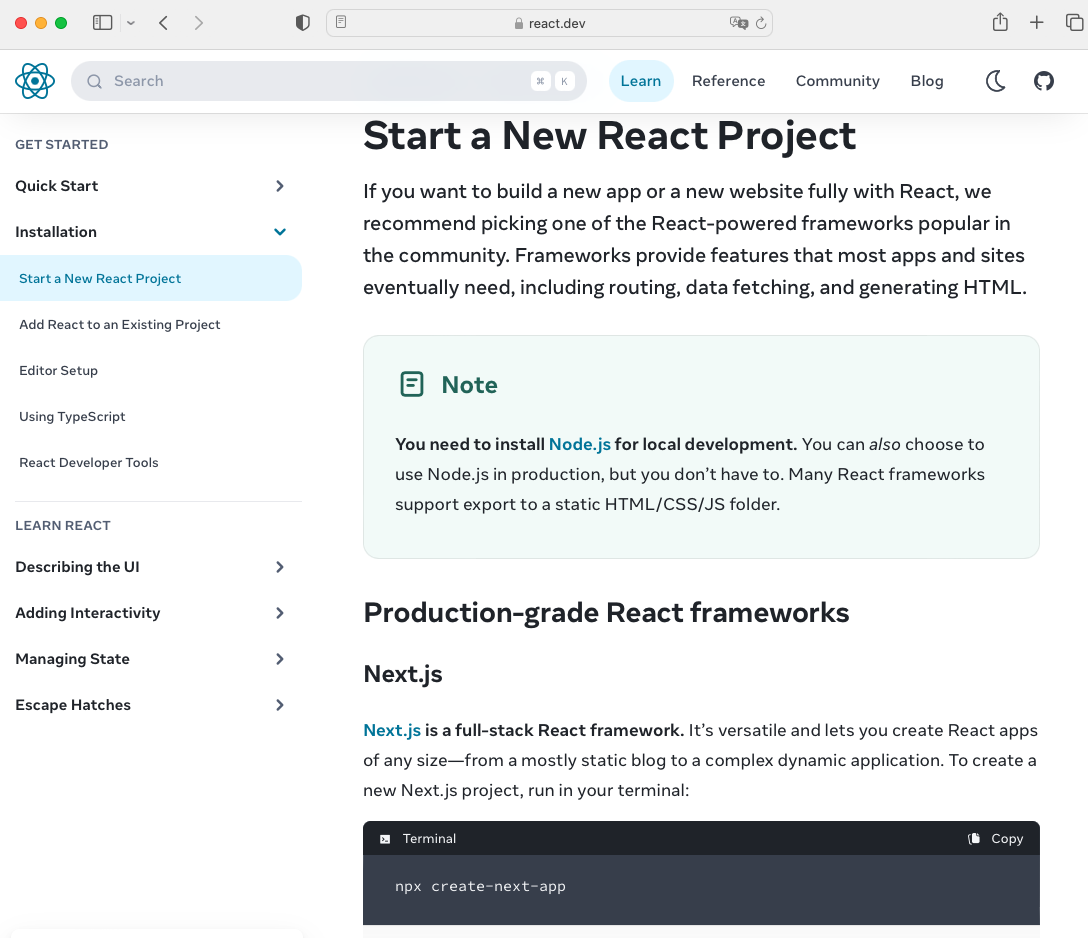 react.dev
Search
⌘ K
Learn
Reference
Community
Blog
GET STARTED
Quick Start
Installation
Start a New React Project
Add React to an Existing Project
Editor Setup
Using TypeScript
React Developer Tools
LEARN REACT
Describing the UI
Adding Interactivity
Managing State
Escape Hatches
Start a New React Project
If you want to build a new app or a new website fully with React, we
recommend picking one of the React-powered frameworks popular in
the community. Frameworks provide features that most apps and sites
eventually need, including routing, data fetching, and generating HTML.
Note
You need to install Node.js for local development. You can also choose to
use Node.js in production, but you don’t have to. Many React frameworks
support export to a static HTML/CSS/JS folder.
Production-grade React frameworks
Next.js
Next.js is a full-stack React framework. It’s versatile and lets you create React apps
of any size—from a mostly static blog to a complex dynamic application. To create a
new Next.js project, run in your terminal:
Terminal
Copy
npx create-next-app